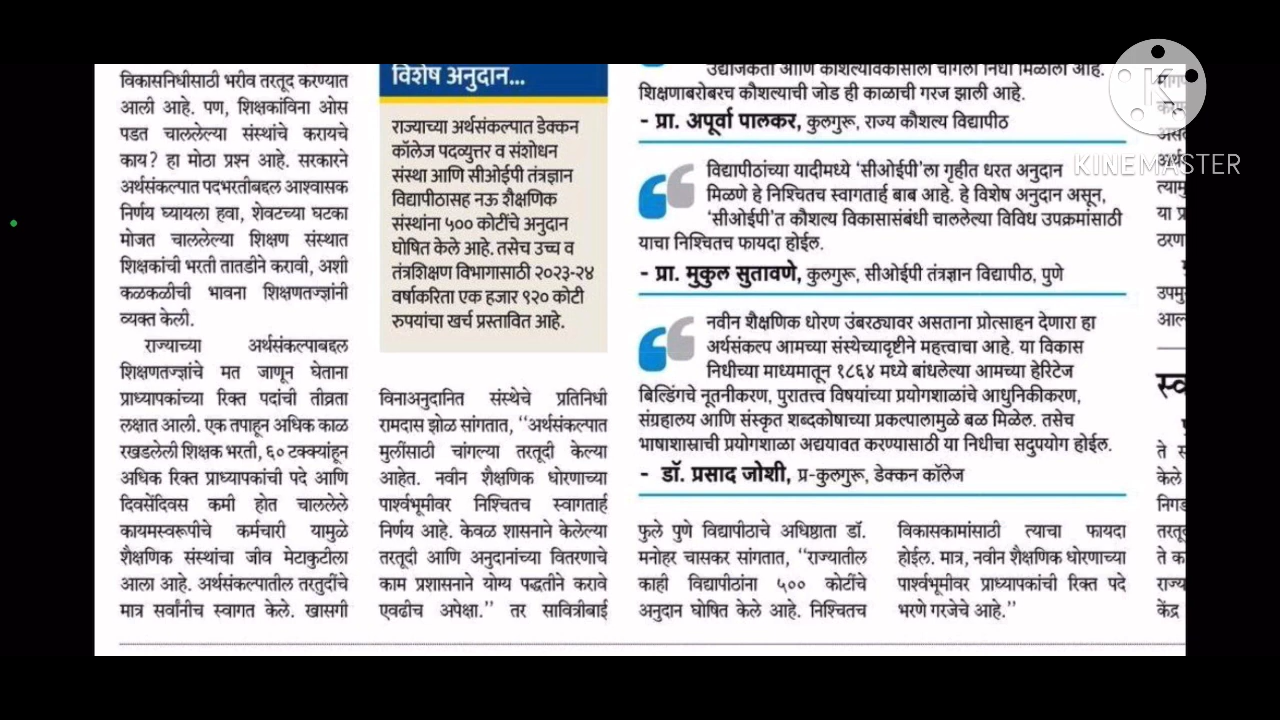 विकासनिधीसाठी भरीव तरतूद करण्यात
आली आहे. पण, शिक्षकांविना ओस
पडत चाललेल्या संस्थांचे करायचे
काय? हा मोठा प्रश्न आहे. सरकारने
अर्थसंकल्पात पदभरतीबद्दल आश्वासक
निर्णय घ्यायला हवा, शेवटच्या घटका
मोजत चाललेल्या शिक्षण संस्थात
शिक्षकांची भरती तातडीने करावी, अशी
कळकळीची भावना शिक्षणतज्ज्ञांनी
व्यक्त केली.
राज्याच्या अर्थसंकल्पाबद्दल
शिक्षणतज्ज्ञांचे मत जाणून घेताना
प्राध्यापकांच्या रिक्त पदांची तीव्रता
लक्षात आली. एक तपाहून अधिक काळ
रखडलेली शिक्षक भरती, ६० टक्क्यांहून
अधिक रिक्त प्राध्यापकांची पदे आणि
दिवसेंदिवस कमी होत चाललेले
कायमस्वरूपीचे कर्मचारी यामुळे
शैक्षणिक संस्थांचा जीव मेटाकुटीला
आला आहे. अर्थसंकल्पातील तरतुदींचे
मात्र सर्वांनीच स्वागत केले. खासगी
विशेष अनुदान...
राज्याच्या अर्थसंकल्पात डेक्कन
कॉलेज पदव्युत्तर व संशोधन
संस्था आणि सीओईपी तंत्रज्ञान
विद्यापीठासह नऊ शैक्षणिक
संस्थांना ५०० कोटींचे अनुदान
घोषित केले आहे. तसेच उच्च व
तंत्रशिक्षण विभागासाठी २०२३-२४
वर्षाकरिता एक हजार ९२० कोटी
रुपयांचा खर्च प्रस्तावित आहे.
विनाअनुदानित संस्थेचे प्रतिनिधी
रामदास झोळ सांगतात, ‘‘अर्थसंकल्पात
मुलींसाठी चांगल्या तरतूदी केल्या
आहेत. नवीन शैक्षणिक धोरणाच्या
पार्श्वभूमीवर निश्चितच स्वागतार्ह
निर्णय आहे. केवळ शासनाने केलेल्या
तरतूदी आणि अनुदानांच्या वितरणाचे
काम प्रशासनाने योग्य पद्धतीने करावे
एवढीच अपेक्षा.’’ तर सावित्रीबाई
उद्योजकता आणि कौशल्यविकासाला चांगला निधी मिळाला आहे.
शिक्षणाबरोबरच कौशल्याची जोड ही काळाची गरज झाली आहे.
- प्रा. अपूर्वा पालकर, कुलगुरू, राज्य कौशल्य विद्यापीठ
विद्यापीठांच्या यादीमध्ये ‘सीओईपी’ला गृहीत धरत अनुदान
मिळणे हे निश्चितच स्वागतार्ह बाब आहे. हे विशेष अनुदान असून,
‘सीओईपी’त कौशल्य विकासासंबंधी चाललेल्या विविध उपक्रमांसाठी
याचा निश्चितच फायदा होईल.
- प्रा. मुकुल सुतावणे, कुलगुरू, सीओईपी तंत्रज्ञान विद्यापीठ, पुणे
नवीन शैक्षणिक धोरण उंबरठ्यावर असताना प्रोत्साहन देणारा हा
अर्थसंकल्प आमच्या संस्थेच्यादृष्टीने महत्त्वाचा आहे. या विकास
निधीच्या माध्यमातून १८६४ मध्ये बांधलेल्या आमच्या हेरिटेज
बिल्डिंगचे नूतनीकरण, पुरातत्त्व विषयांच्या प्रयोगशाळांचे आधुनिकीकरण,
संग्रहालय आणि संस्कृत शब्दकोषाच्या प्रकल्पालामुळे बळ मिळेल. तसेच
भाषाशास्राची प्रयोगशाळा अद्ययावत करण्यासाठी या निधीचा सदुपयोग होईल.
- डॉ. प्रसाद जोशी, प्र-कुलगुरू, डेक्कन कॉलेज
फुले पुणे विद्यापीठाचे अधिष्ठाता डॉ.
मनोहर चासकर सांगतात, ‘‘राज्यातील
काही विद्यापीठांना ५०० कोटींचे
अनुदान घोषित केले आहे. निश्चितच
विकासकामांसाठी त्याचा फायदा
होईल. मात्र, नवीन शैक्षणिक धोरणाच्या
पार्श्वभूमीवर प्राध्यापकांची रिक्त पदे
भरणे गरजेचे आहे.’’
या
ते
केले
ते
केंद्र
KINEMASTER